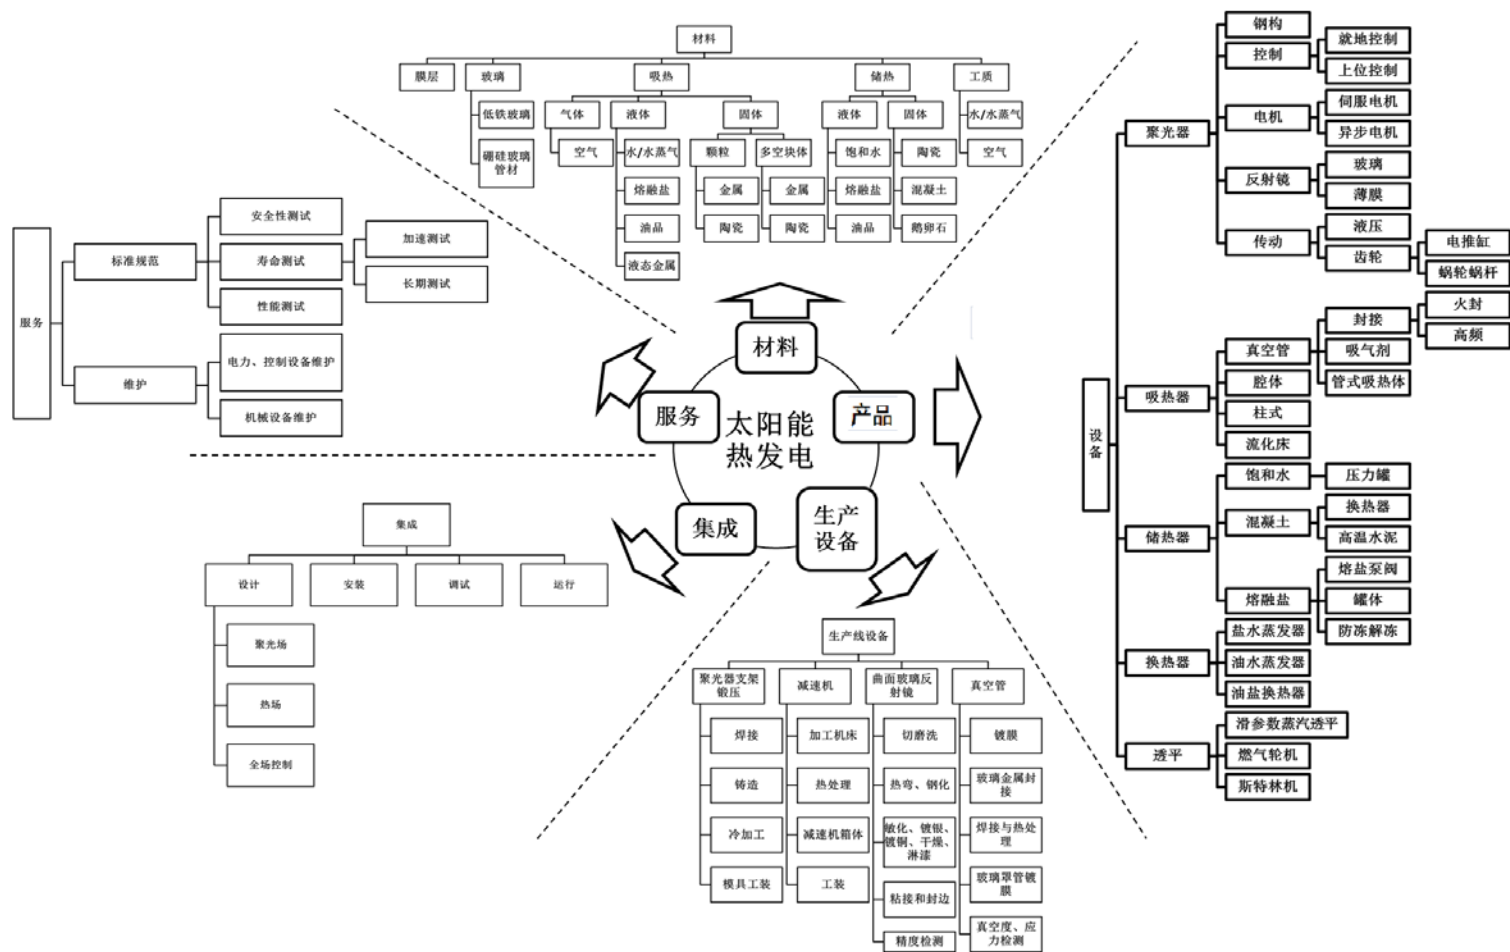 材料
膜层
玻璃
低铁玻璃
硼硅玻璃
管材
吸热
气体
空气
液体
水/水蒸气
熔融盐
油品
液态金属
固体
颗粒
金属
陶瓷
多空块体
金属
陶瓷
储热
液体
饱和水
熔融盐
油品
固体
陶瓷
混凝土
鹅卵石
工质
水/水蒸气
空气
服务
标准规范
安全性测试
寿命测试
加速测试
长期测试
性能测试
维护
电力、控制设备维护
机械设备维护
太阳能
热发电
材料
产品
生产
设备
集成
服务
集成
设计
聚光场
热场
全场控制
安装
调试
运行
生产线设备
聚光器支架
锻压
焊接
铸造
冷加工
模具工装
减速机
加工机床
热处理
减速机箱体
工装
曲面玻璃反
射镜
切磨洗
热弯、钢化
敏化、镀银、
镀铜、干燥、
淋漆
粘接和封边
精度检测
真空管
镀膜
玻璃金属封
接
焊接与热处
理
玻璃罩管镀
膜
真空度、应
力检测
设备
聚光器
钢构
控制
就地控制
上位控制
电机
伺服电机
异步电机
反射镜
玻璃
薄膜
传动
液压
齿轮
电推缸
蜗轮蜗杆
吸热器
真空管
封接
火封
高频
吸气剂
管式吸热体
腔体
柱式
流化床
储热器
饱和水
压力罐
混凝土
换热器
高温水泥
熔融盐
熔盐泵阀
罐体
防冻解冻
换热器
盐水蒸发器
油水蒸发器
油盐换热器
透平
滑参数蒸汽透平
燃气轮机
斯特林机